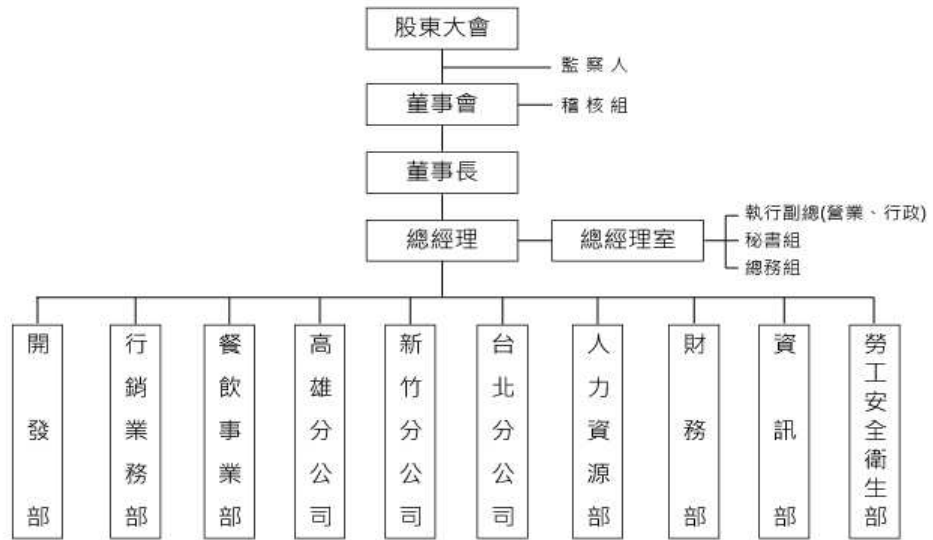 股東大會
監察人
董事會
稽核組
董事長
總經理
總經理室
執行副總(營業、行政)
秘書組
總務組
開發部
行銷業務部
餐飲事業部
高雄分公司
新竹分公司
台北分公司
人力資源部
財務部
資訊部
勞工安全衛生部